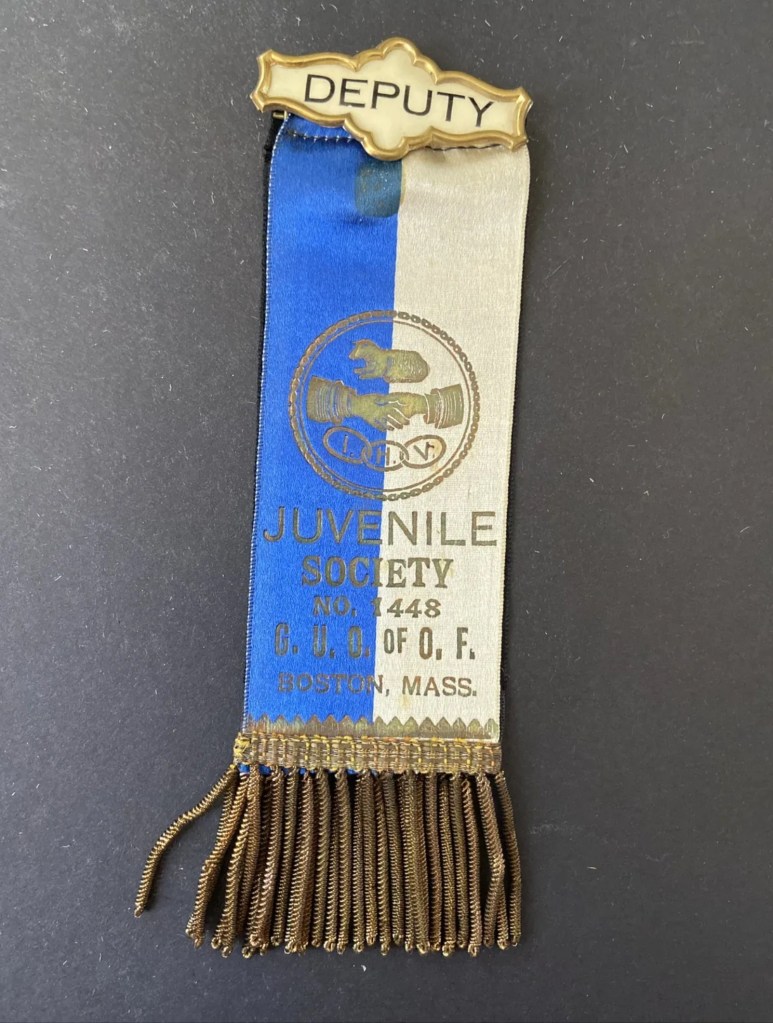 DEPUTY
I. H. V.
JUVENILE
SOCIETY
NO. 1448
G. U. O. OF O. F.
BOSTON, MASS.